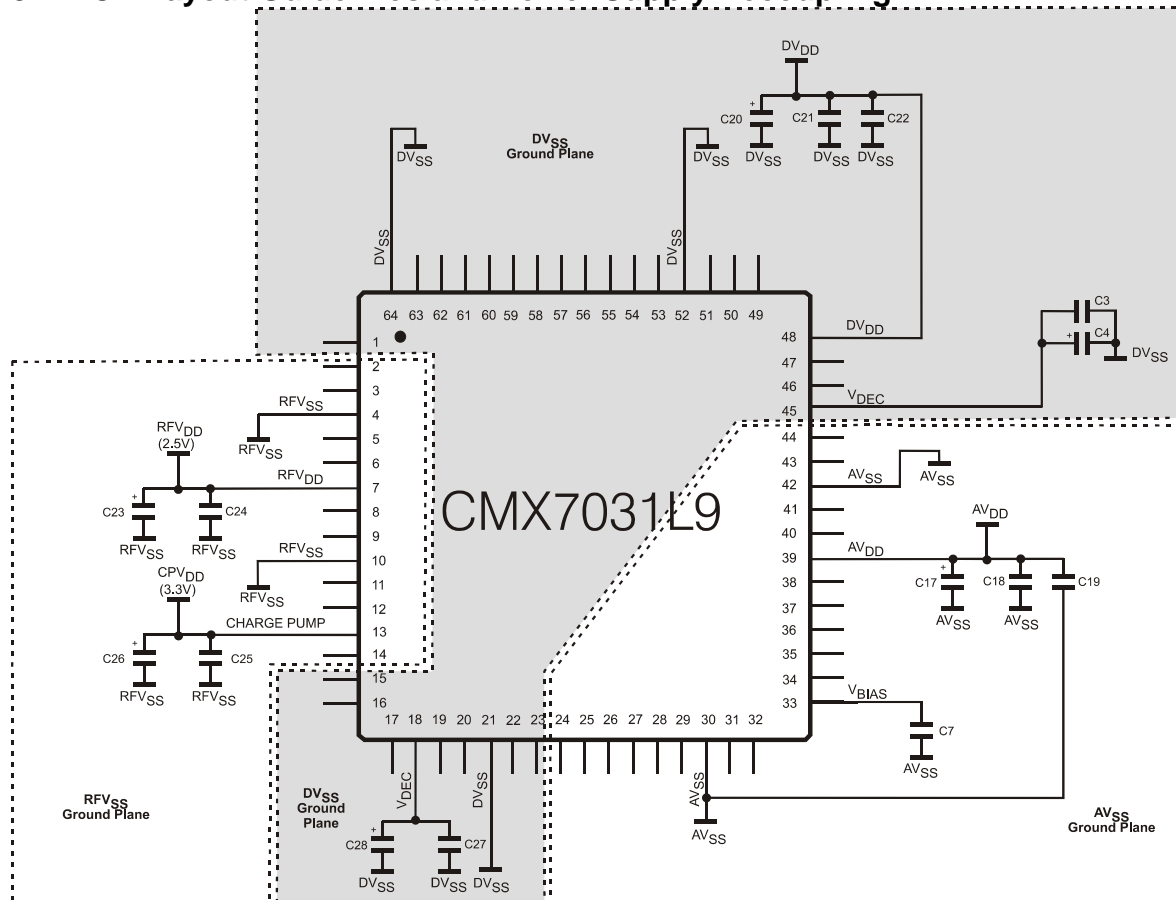 DVDD
C20
+
C21
C22
DVSS
DVSS
DVSS
DVSS
Ground Plane
DVSS
DVSS
DVSS
DVSS
64 63 62 61 60 59 58 57 56 55 54 53 52 51 50 49
1
2
3
4
5
6
7
8
9
10
11
12
13
14
15
16
17 18 19 20 21 22 23 24 25 26 27 28 29 30 31 32
48
47
46
45
44
43
42
41
40
39
38
37
36
35
34
33
CMX7031L9
DVDD
VDEC
C3
+
C4
DVSS
AVSS
AVSS
AVDD
AVDD
+
C17
C18
C19
AVSS
AVSS
VBIAS
C7
AVSS
AVSS
AVSS
AVSS
Ground Plane
RFVSS
RFVSS
RFVDD
(2.5V)
RFVDD
+
C23
C24
RFVSS
RFVSS
RFVSS
RFVSS
CPVDD
(3.3V)
CHARGE PUMP
+
C26
C25
RFVSS
RFVSS
RFVSS
Ground Plane
DVSS
Ground
Plane
VDEC
DVSS
+
C28
C27
DVSS
DVSS
DVSS